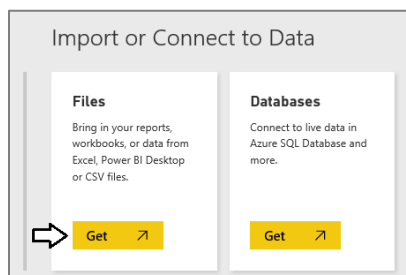 Import or Connect to Data
Files
Bring in your reports,
workbooks, or data from
Excel, Power BI Desktop
or CSV files.
Get
Databases
Connect to live data in
Azure SQL Database and
more.
Get